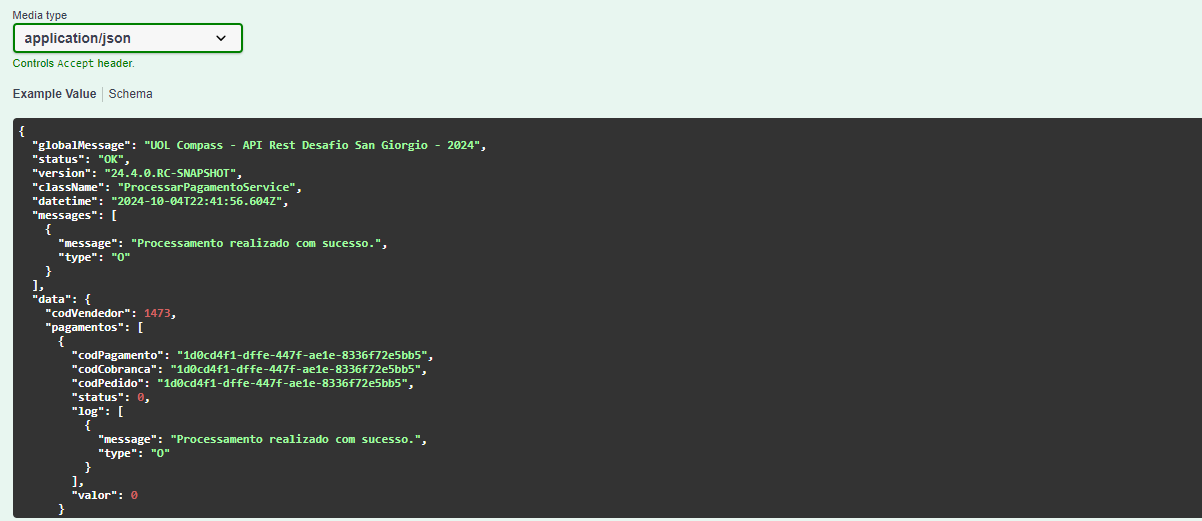 Media type
application/json
Controls Accept header.
Example Value | Schema
{
  "globalMessage": "UOL Compass - API Rest Desafio San Giorgio - 2024",
  "status": "OK",
  "version": "24.4.0.RC-SNAPSHOT",
  "className": "ProcessarPagamentoService",
  "datetime": "2024-10-04T22:41:56.604Z",
  "messages": [
    {
      "message": "Processamento realizado com sucesso.",
      "type": "O"
    }
  ],
  "data": {
    "codVendedor": 1473,
    "pagamentos": [
      {
        "codPagamento": "1d0cd4f1-dffe-447f-ae1e-8336f72e5bb5",
        "codCobranca": "1d0cd4f1-dffe-447f-ae1e-8336f72e5bb5",
        "codPedido": "1d0cd4f1-dffe-447f-ae1e-8336f72e5bb5",
        "status": 0,
        "log": [
          {
            "message": "Processamento realizado com sucesso.",
            "type": "O"
          }
        ],
        "valor": 0
      }